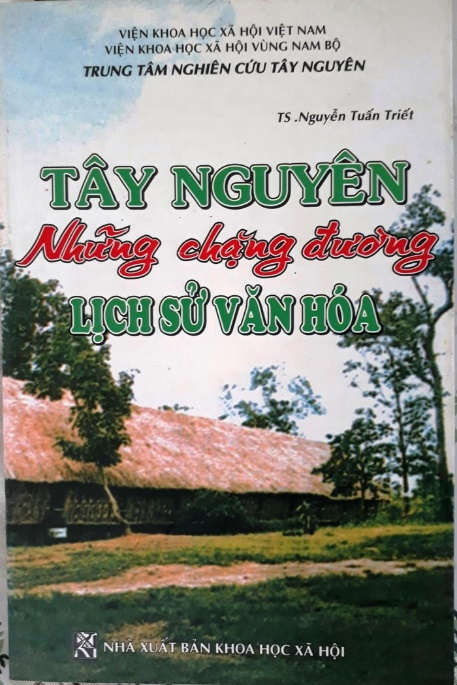 VIỆN KHOA HỌC XÃ HỘI VIỆT NAM
VIỆN KHOA HỌC XÃ HỘI VÙNG NAM BỘ
TRUNG TÂM NGHIÊN CỨU TÂY NGUYÊN
TS .Nguyễn Tuấn Triết
TÂY NGUYÊN
Những chặng đường
LỊCH SỬ VĂN HÓA
NHÀ XUẤT BẢN KHOA HỌC XÃ HỘI